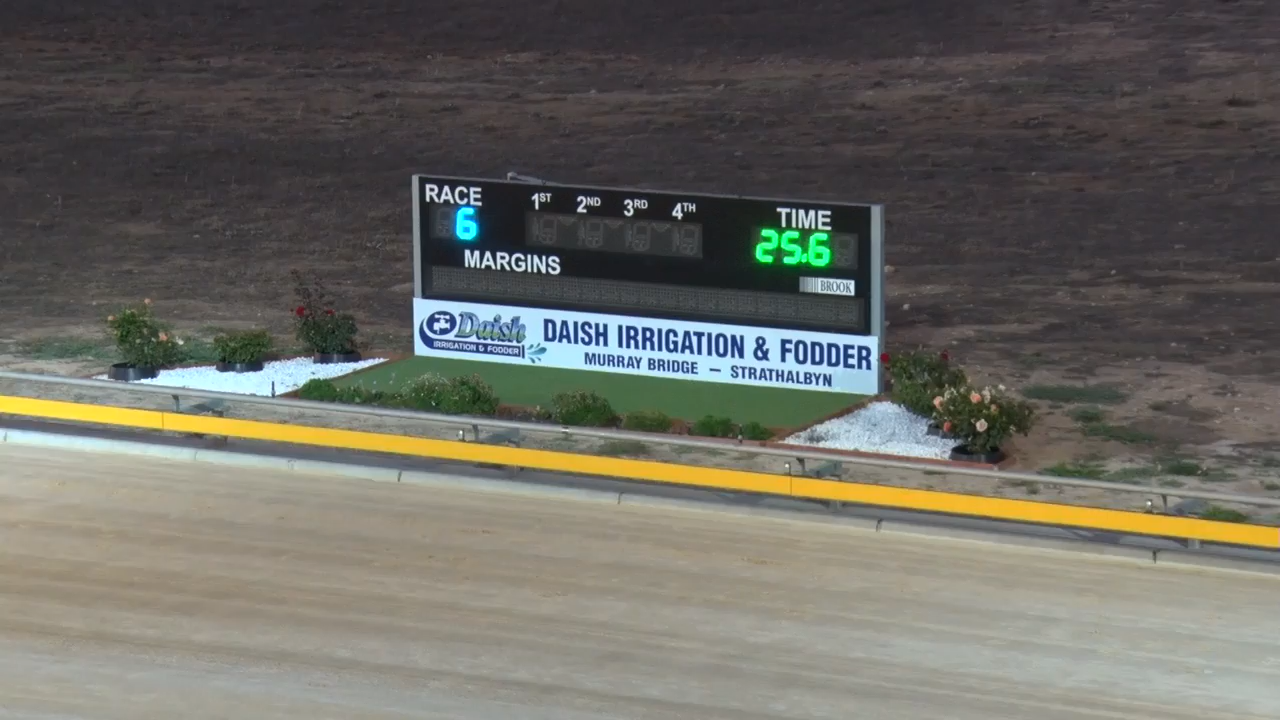 RACE 1ST 2ND 3RD 4TH TIME
6 25.6
MARGINS
BROOK
Daish
IRRIGATION & FODDER
DAISH IRRIGATION & FODDER
MURRAY BRIDGE — STRATHALBYN